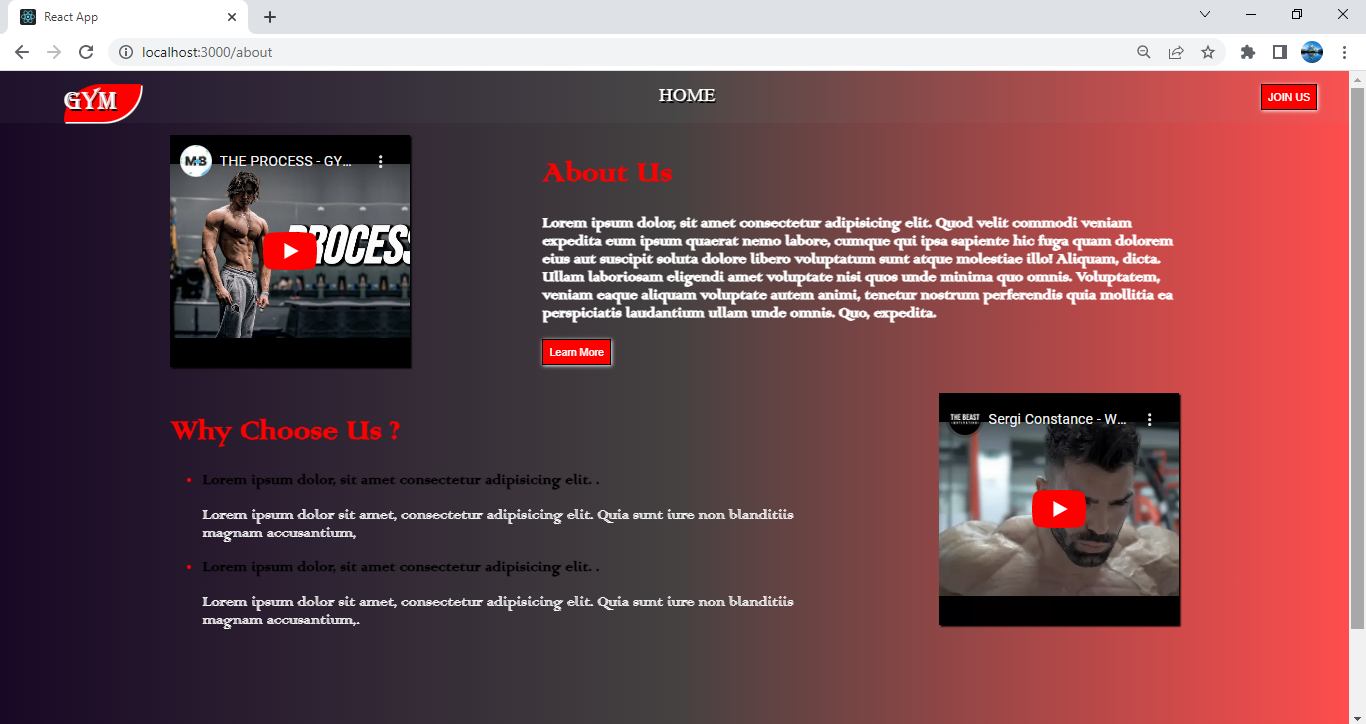 React App
localhost:3000/about
GYM
HOME
JOIN US
M+B
THE PROCESS - GY...
PROCESS
About Us
Lorem ipsum dolor, sit amet consectetur adipisicing elit. Quod velit commodi veniam
expedita eum ipsum quaerat nemo labore, cumque qui ipsa sapiente hic fuga quam dolorem
eius aut suscipit soluta dolore libero voluptatum sunt atque molestiae illo! Aliquam, dicta.
Ullam laboriosam eligendi amet voluptate nisi quos unde minima quo omnis. Voluptatem,
veniam eaque aliquam voluptate autem animi, tenetur nostrum perferendis quia mollitia ea
perspiciatis laudantium ullam unde omnis. Quo, expedita.
Learn More
Why Choose Us ?
Lorem ipsum dolor, sit amet consectetur adipisicing elit. .
Lorem ipsum dolor sit amet, consectetur adipisicing elit. Quia sunt iure non blanditiis
magnam accusantium,
Lorem ipsum dolor, sit amet consectetur adipisicing elit. .
Lorem ipsum dolor sit amet, consectetur adipisicing elit. Quia sunt iure non blanditiis
magnam accusantium,.
THE BEAST
Sergi Constance - W...